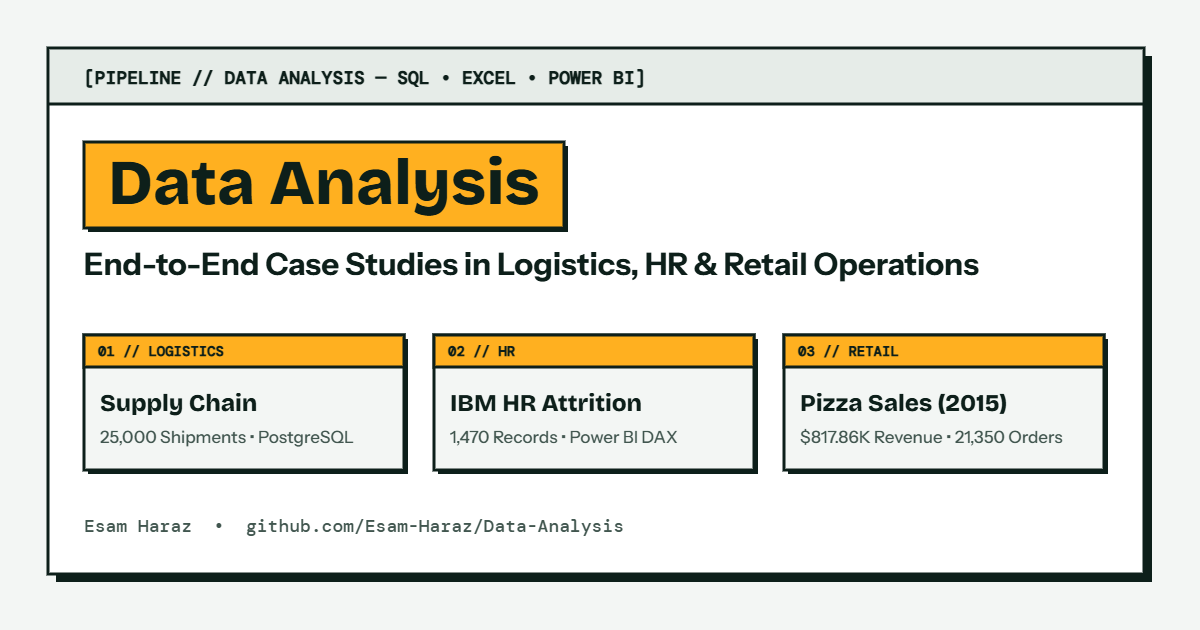 [PIPELINE // DATA ANALYSIS — SQL • EXCEL • POWER BI]
Data Analysis
End-to-End Case Studies in Logistics, HR & Retail Operations
01 // LOGISTICS
Supply Chain
25,000 Shipments • PostgreSQL
02 // HR
IBM HR Attrition
1,470 Records • Power BI DAX
03 // RETAIL
Pizza Sales (2015)
$817.86K Revenue • 21,350 Orders
Esam Haraz • github.com/Esam-Haraz/Data-Analysis